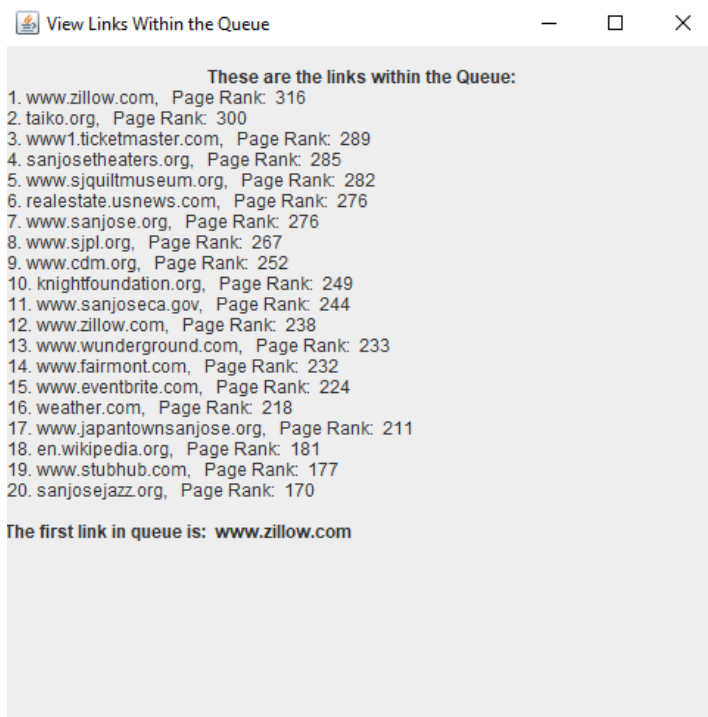 View Links Within the Queue
These are the links within the Queue:
1. www.zillow.com, Page Rank: 316
2. taiko.org, Page Rank: 300
3. www1.ticketmaster.com, Page Rank: 289
4. sanjosetheaters.org, Page Rank: 285
5. www.sjquiltmuseum.org, Page Rank: 282
6. realestate.usnews.com, Page Rank: 276
7. www.sanjose.org, Page Rank: 276
8. www.sjpl.org, Page Rank: 267
9. www.cdm.org, Page Rank: 252
10. knightfoundation.org, Page Rank: 249
11. www.sanjoseca.gov, Page Rank: 244
12. www.zillow.com, Page Rank: 238
13. www.wunderground.com, Page Rank: 233
14. www.fairmont.com, Page Rank: 232
15. www.eventbrite.com, Page Rank: 224
16. weather.com, Page Rank: 218
17. www.japantownsanjose.org, Page Rank: 211
18. en.wikipedia.org, Page Rank: 181
19. www.stubhub.com, Page Rank: 177
20. sanjosejazz.org, Page Rank: 170
The first link in queue is: www.zillow.com